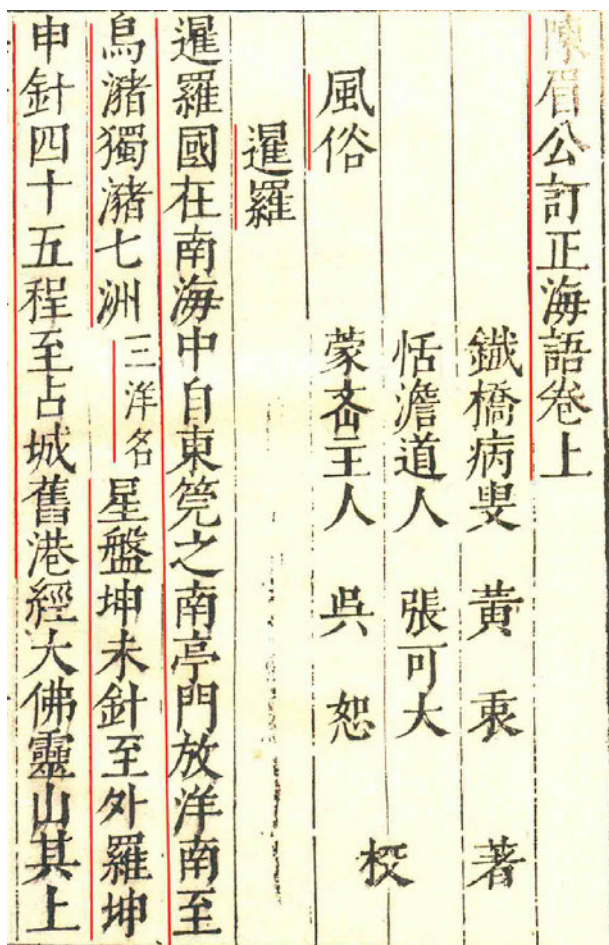 陳眉公訂正海語卷上
鐵橋病叟 黃衷 著
恬澹道人 張可大
風俗 蒙主人 吳恕 校
暹羅
暹羅國在南海中自東筦之南亭門放洋南至
烏瀦獨瀦七洲三洋名星盤坤未針至外羅坤
申針四十五程至占城舊港經大佛靈山其上